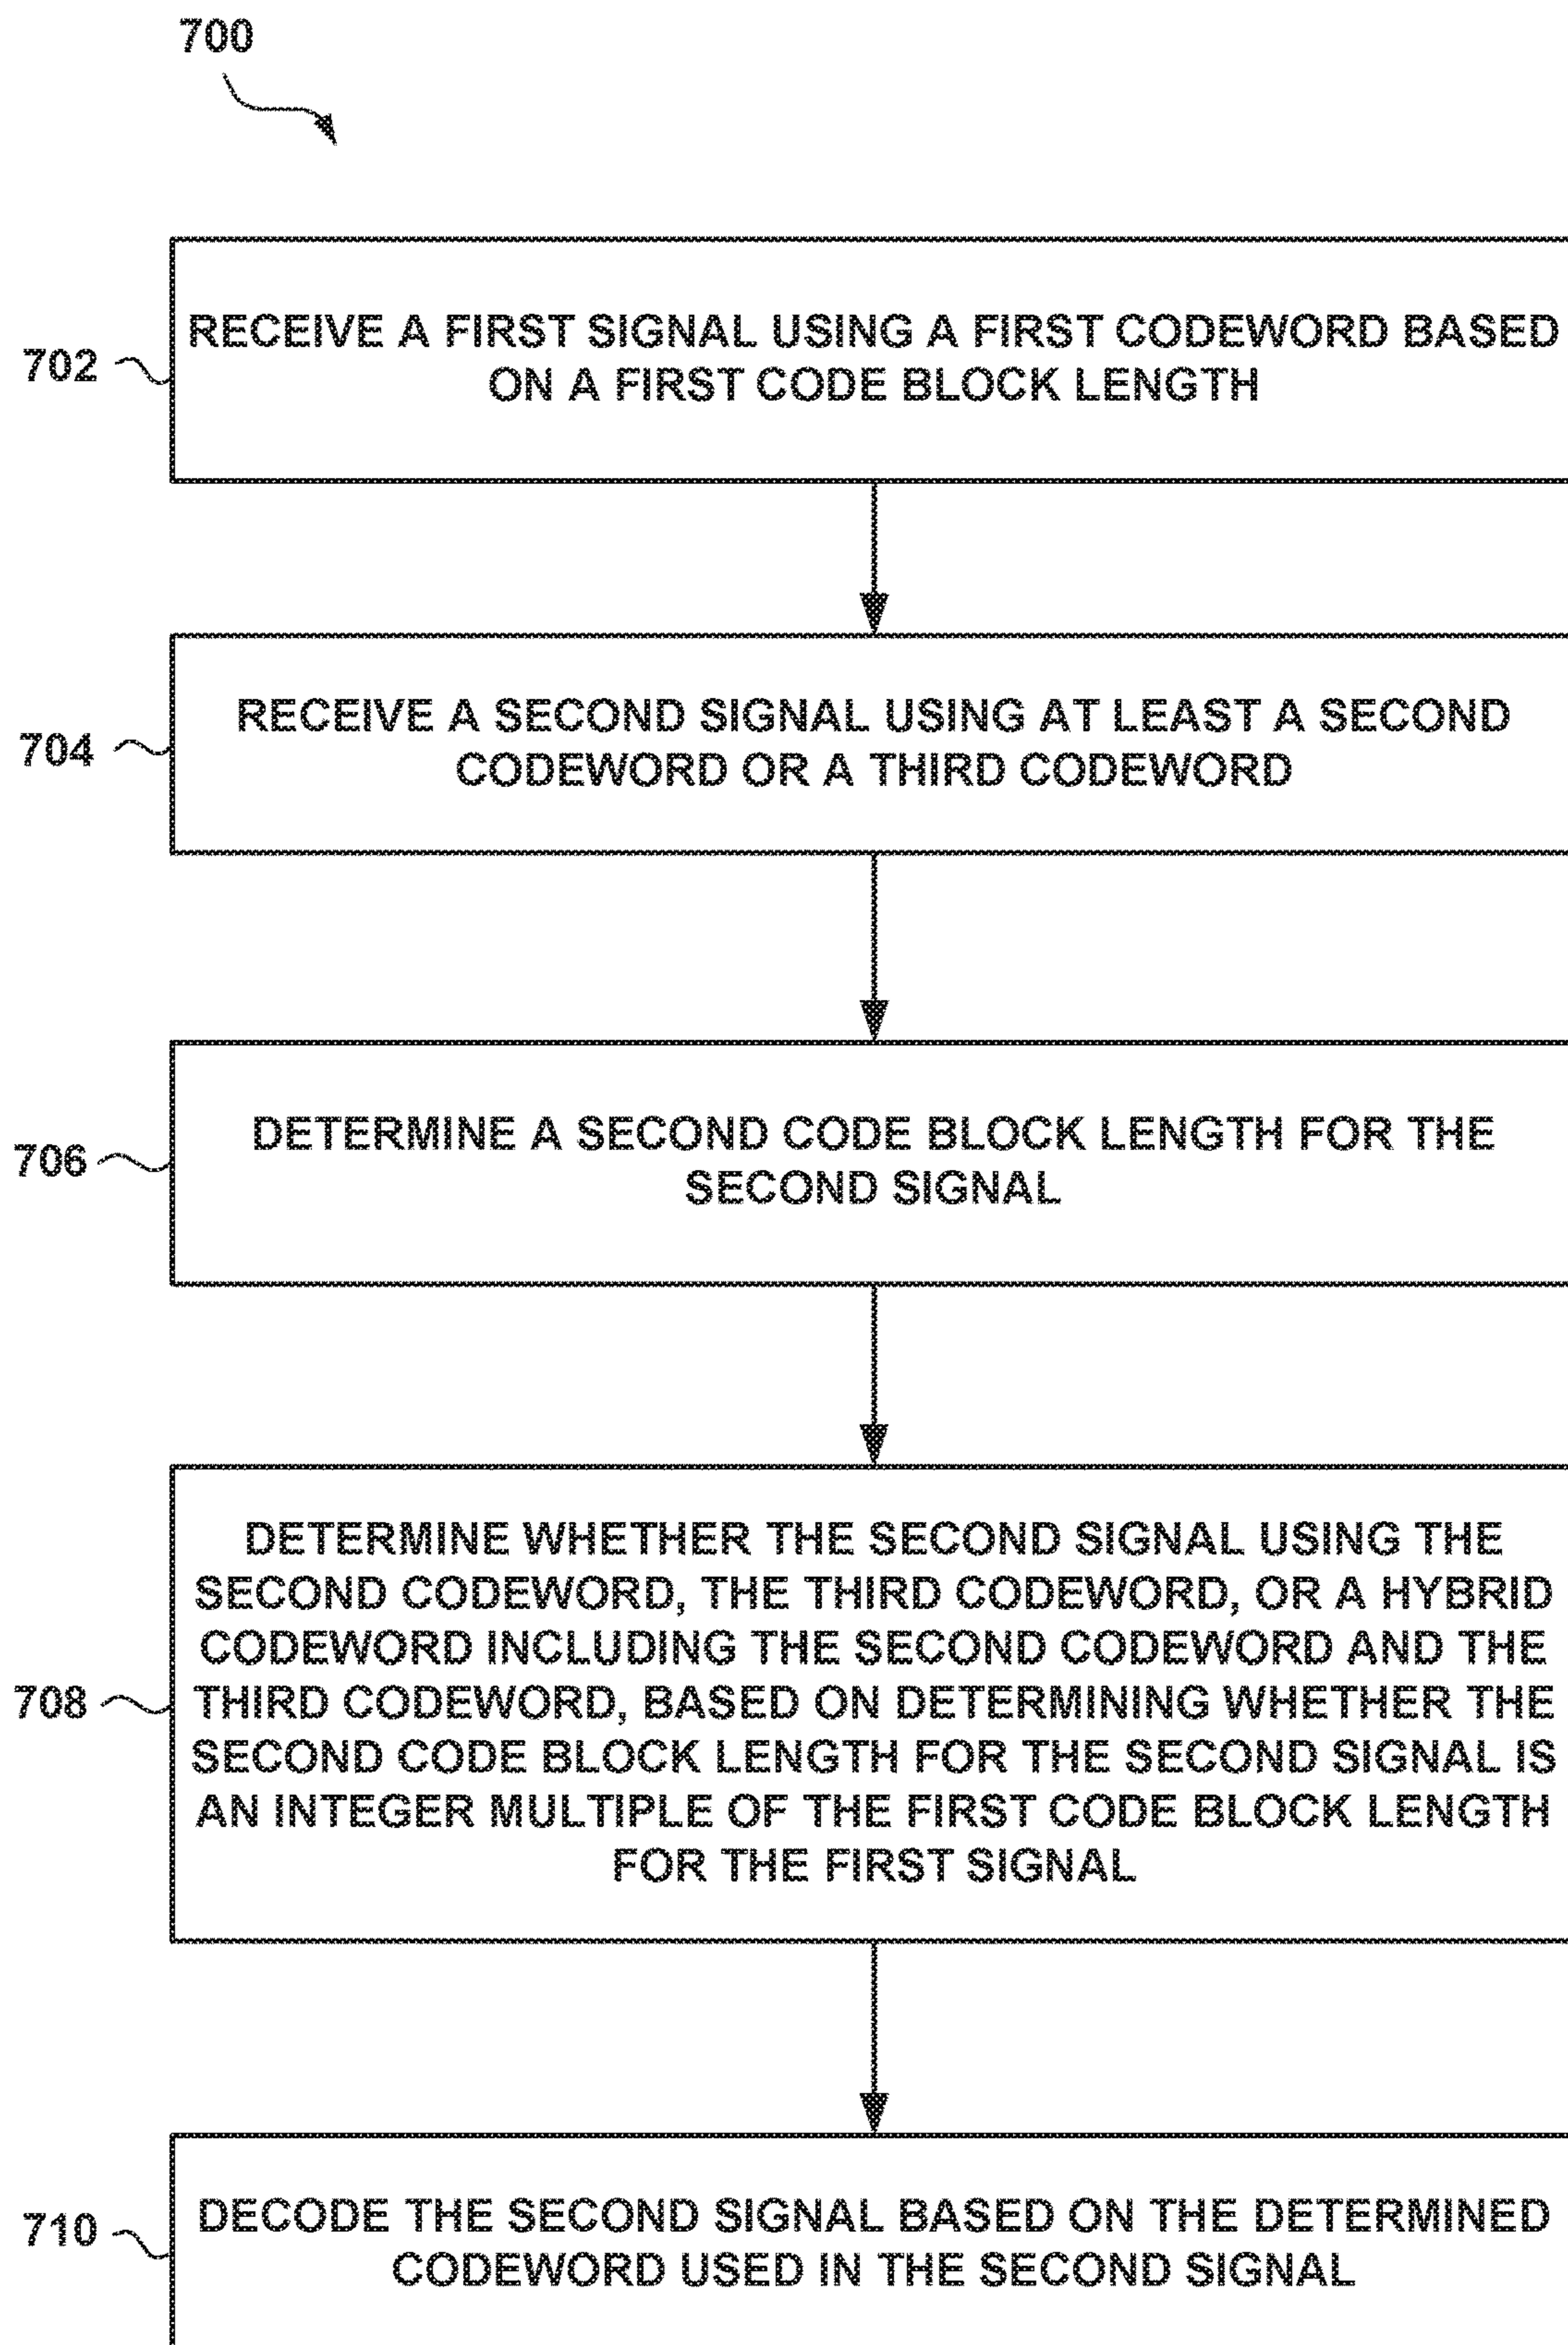 700
702
RECEIVE A FIRST SIGNAL USING A FIRST CODEWORD BASED
ON A FIRST CODE BLOCK LENGTH
704
RECEIVE A SECOND SIGNAL USING AT LEAST A SECOND
CODEWORD OR A THIRD CODEWORD
706
DETERMINE A SECOND CODE BLOCK LENGTH FOR THE
SECOND SIGNAL
708
DETERMINE WHETHER THE SECOND SIGNAL USING THE
SECOND CODEWORD, THE THIRD CODEWORD, OR A HYBRID
CODEWORD INCLUDING THE SECOND CODEWORD AND THE
THIRD CODEWORD, BASED ON DETERMINING WHETHER THE
SECOND CODE BLOCK LENGTH FOR THE SECOND SIGNAL IS
AN INTEGER MULTIPLE OF THE FIRST CODE BLOCK LENGTH
FOR THE FIRST SIGNAL
710
DECODE THE SECOND SIGNAL BASED ON THE DETERMINED
CODEWORD USED IN THE SECOND SIGNAL